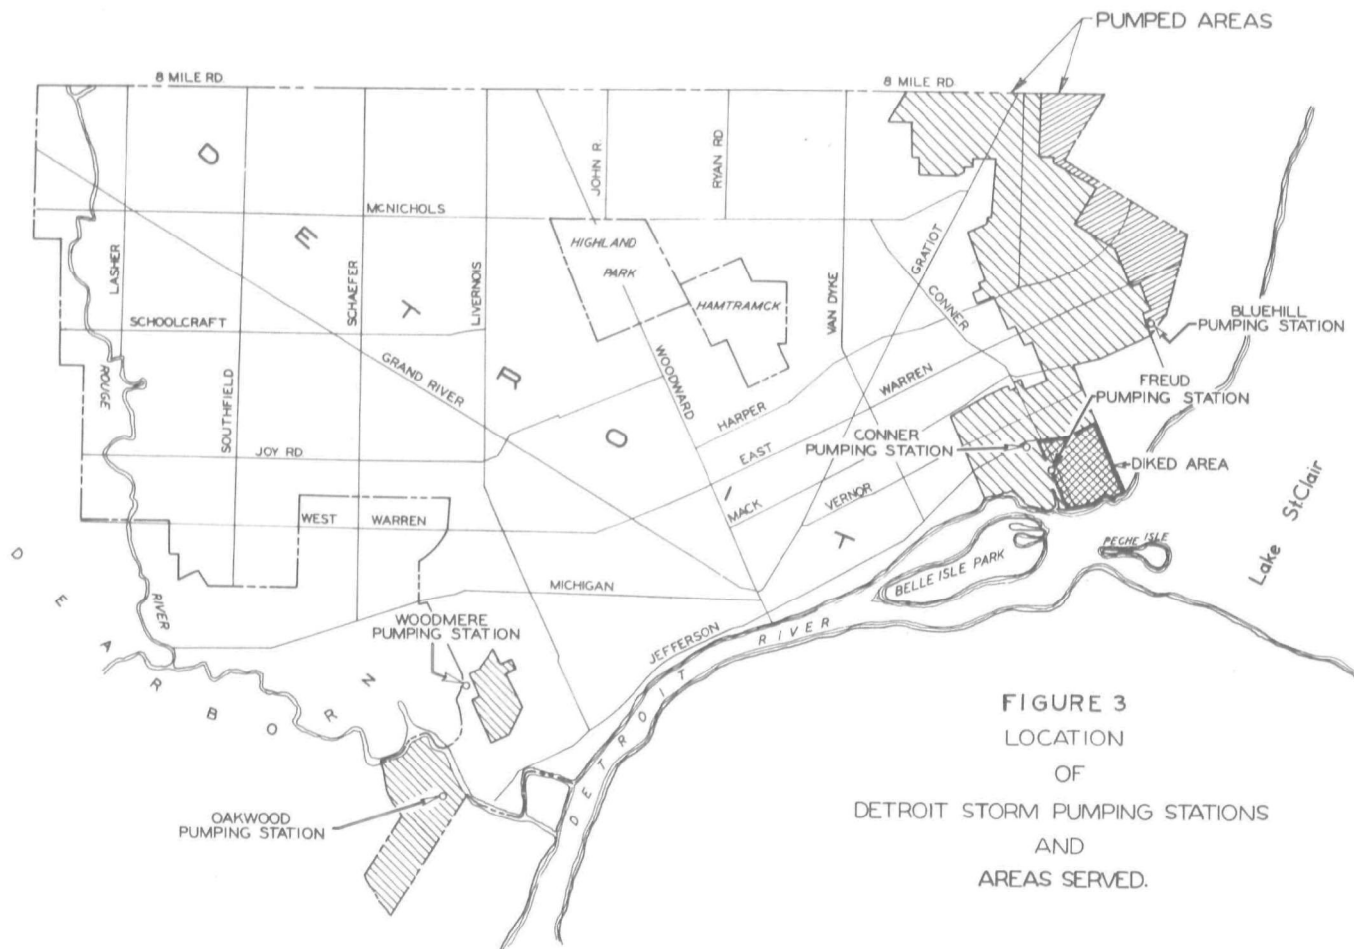 PUMPED AREAS
8 MILE RD
8 MILE RD
DETROIT
JOHN R.
RYAN RD
MCNICHOLS
HIGHLAND
PARK
HAMTRAMCK
GRATIOT
CONNER
VAN DYKE
LASHER
SCHAEFER
LIVERNOIS
SCHOOLCRAFT
GRAND RIVER
WOODWARD
ROUGE
RIVER
SOUTHFIELD
HARPER
EAST WARREN
BLUEHILL
PUMPING STATION
FREUD
PUMPING STATION
CONNER
PUMPING STATION
DIKED AREA
JOY RD
MACK
VERNOR
WEST WARREN
MICHIGAN
BELLE ISLE PARK
PECHE ISLE
Lake St Clair
DEARBORN
WOODMERE
PUMPING STATION
JEFFERSON
DETROIT RIVER
OAKWOOD
PUMPING STATION
FIGURE 3
LOCATION
OF
DETROIT STORM PUMPING STATIONS
AND
AREAS SERVED.